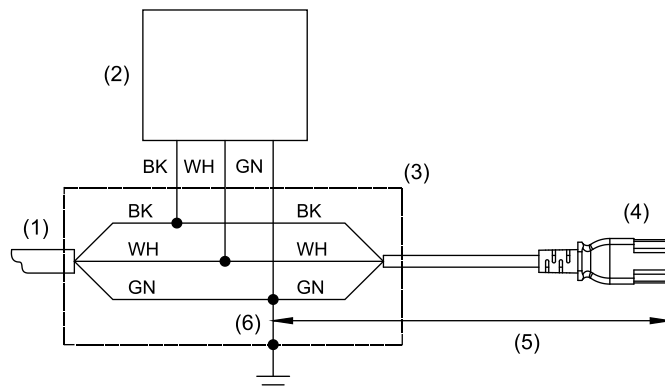 (2)
BK WH GN
(3)
(1)
BK BK
(4)
WH WH
GN GN
(6)
(5)